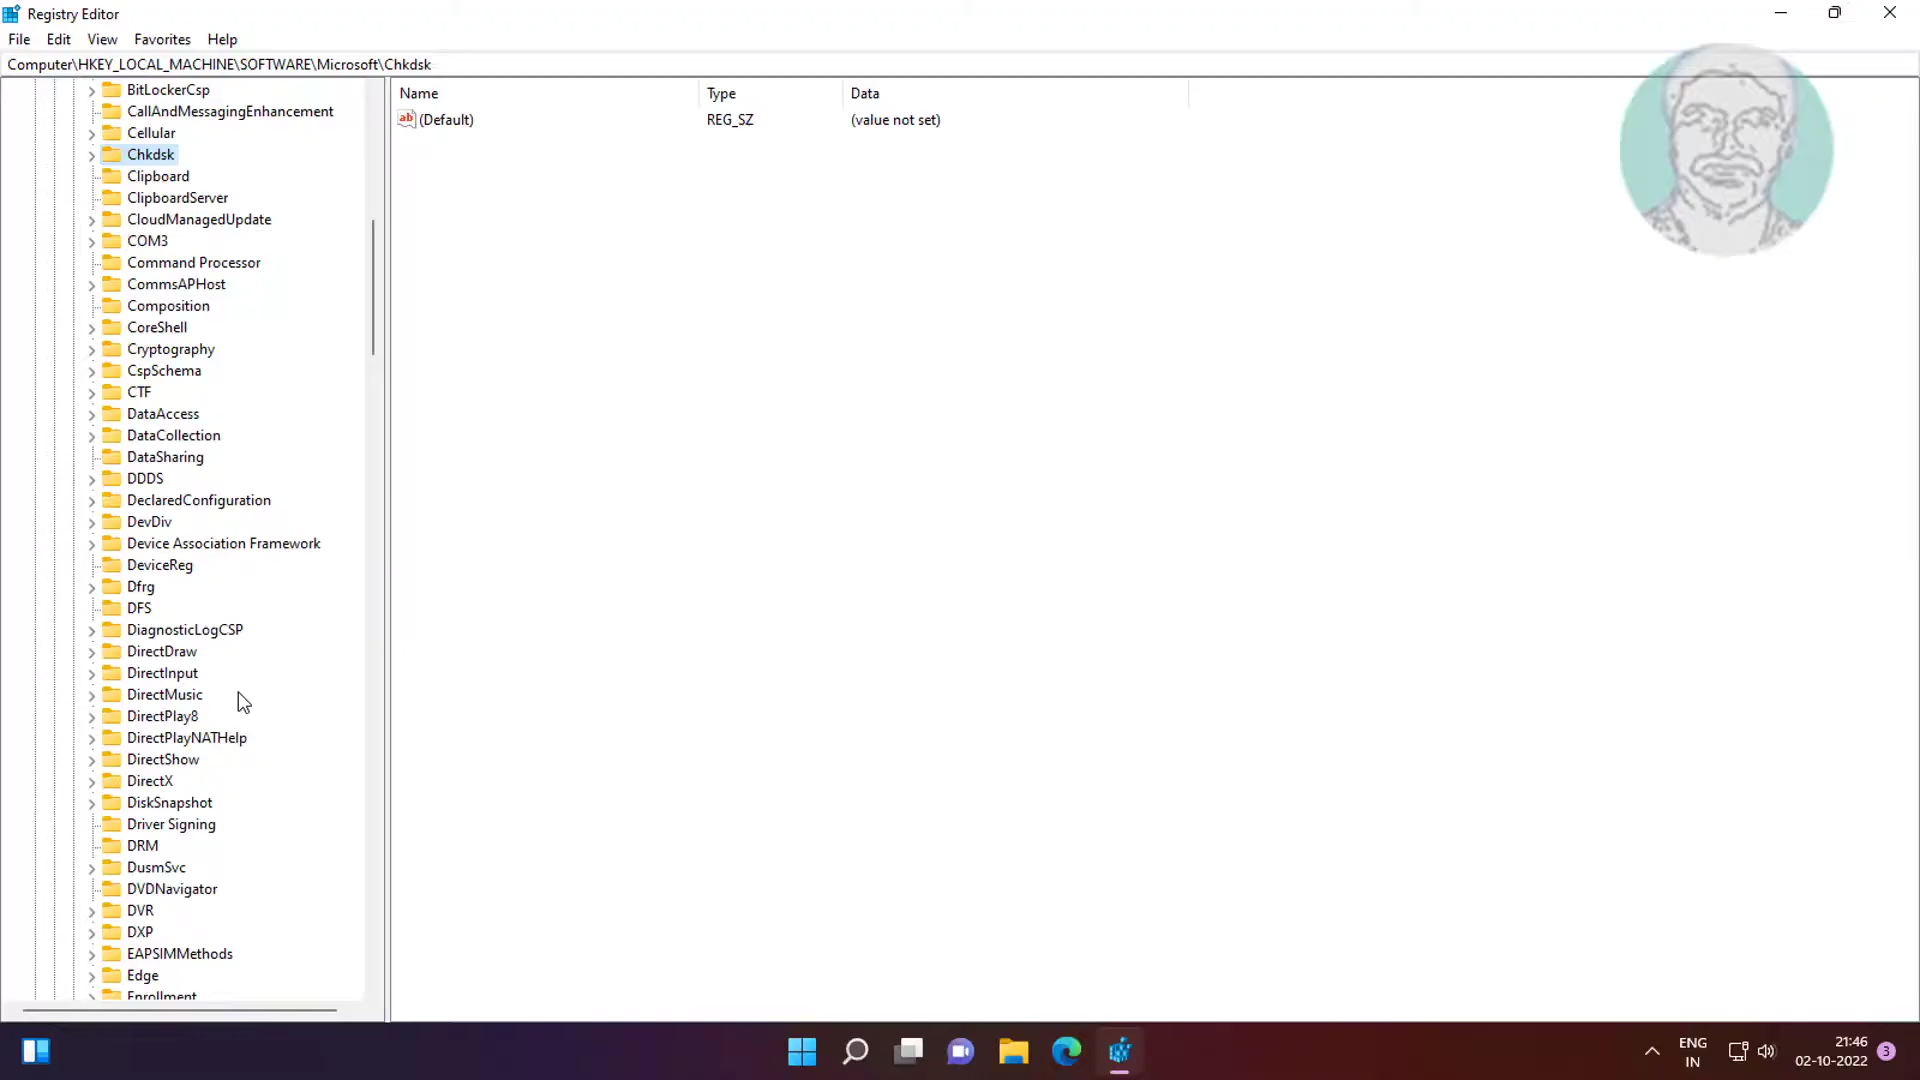 Registry Editor
File Edit View Favorites Help
Computer\HKEY_LOCAL_MACHINE\SOFTWARE\Microsoft\Chkdsk
BitLockerCsp
CallAndMessagingEnhancement
Cellular
Chkdsk
Clipboard
ClipboardServer
CloudManagedUpdate
COM3
Command Processor
CommsAPHost
Composition
CoreShell
Cryptography
CspSchema
CTF
DataAccess
DataCollection
DataSharing
DDDS
DeclaredConfiguration
DevDiv
Device Association Framework
DeviceReg
Dfrg
DFS
DiagnosticLogCSP
DirectDraw
DirectInput
DirectMusic
DirectPlay8
DirectPlayNATHelp
DirectShow
DirectX
DiskSnapshot
Driver Signing
DRM
DusmSvc
DVDNavigator
DVR
DXP
EAPSIMMethods
Edge
Enrollment
Name Type Data
ab (Default) REG_SZ (value not set)
ENG
IN
21:46
02-10-2022
3